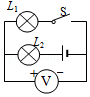 L₁ S
L₂
+ V −